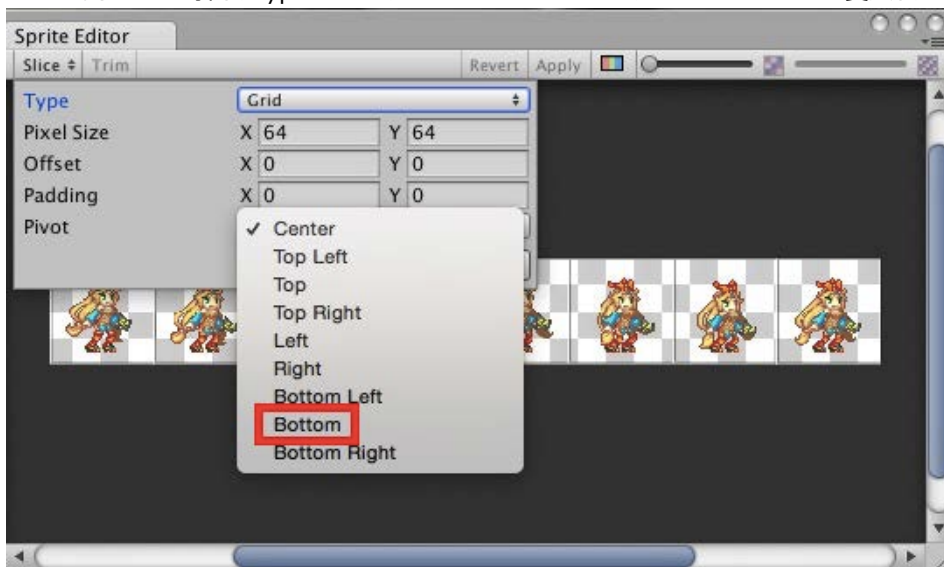 Sprite Editor
Slice Trim Revert Apply
Type Grid
Pixel Size X 64 Y 64
Offset X 0 Y 0
Padding X 0 Y 0
Pivot ✓ Center
Top Left
Top
Top Right
Left
Right
Bottom Left
Bottom
Bottom Right